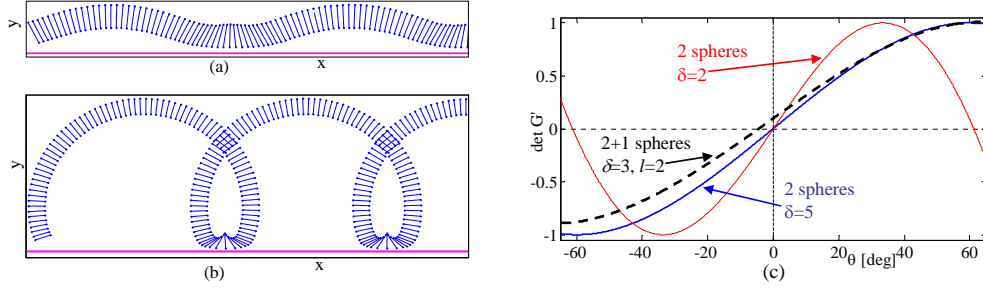 y
(a)
x
y
(b)
x
det G'
1
0.5
0
-0.5
-1
2 spheres
δ=2
2+1 spheres
δ=3, l=2
2 spheres
δ=5
-60
-40
-20
0
20
40
60
θ [deg]
(c)